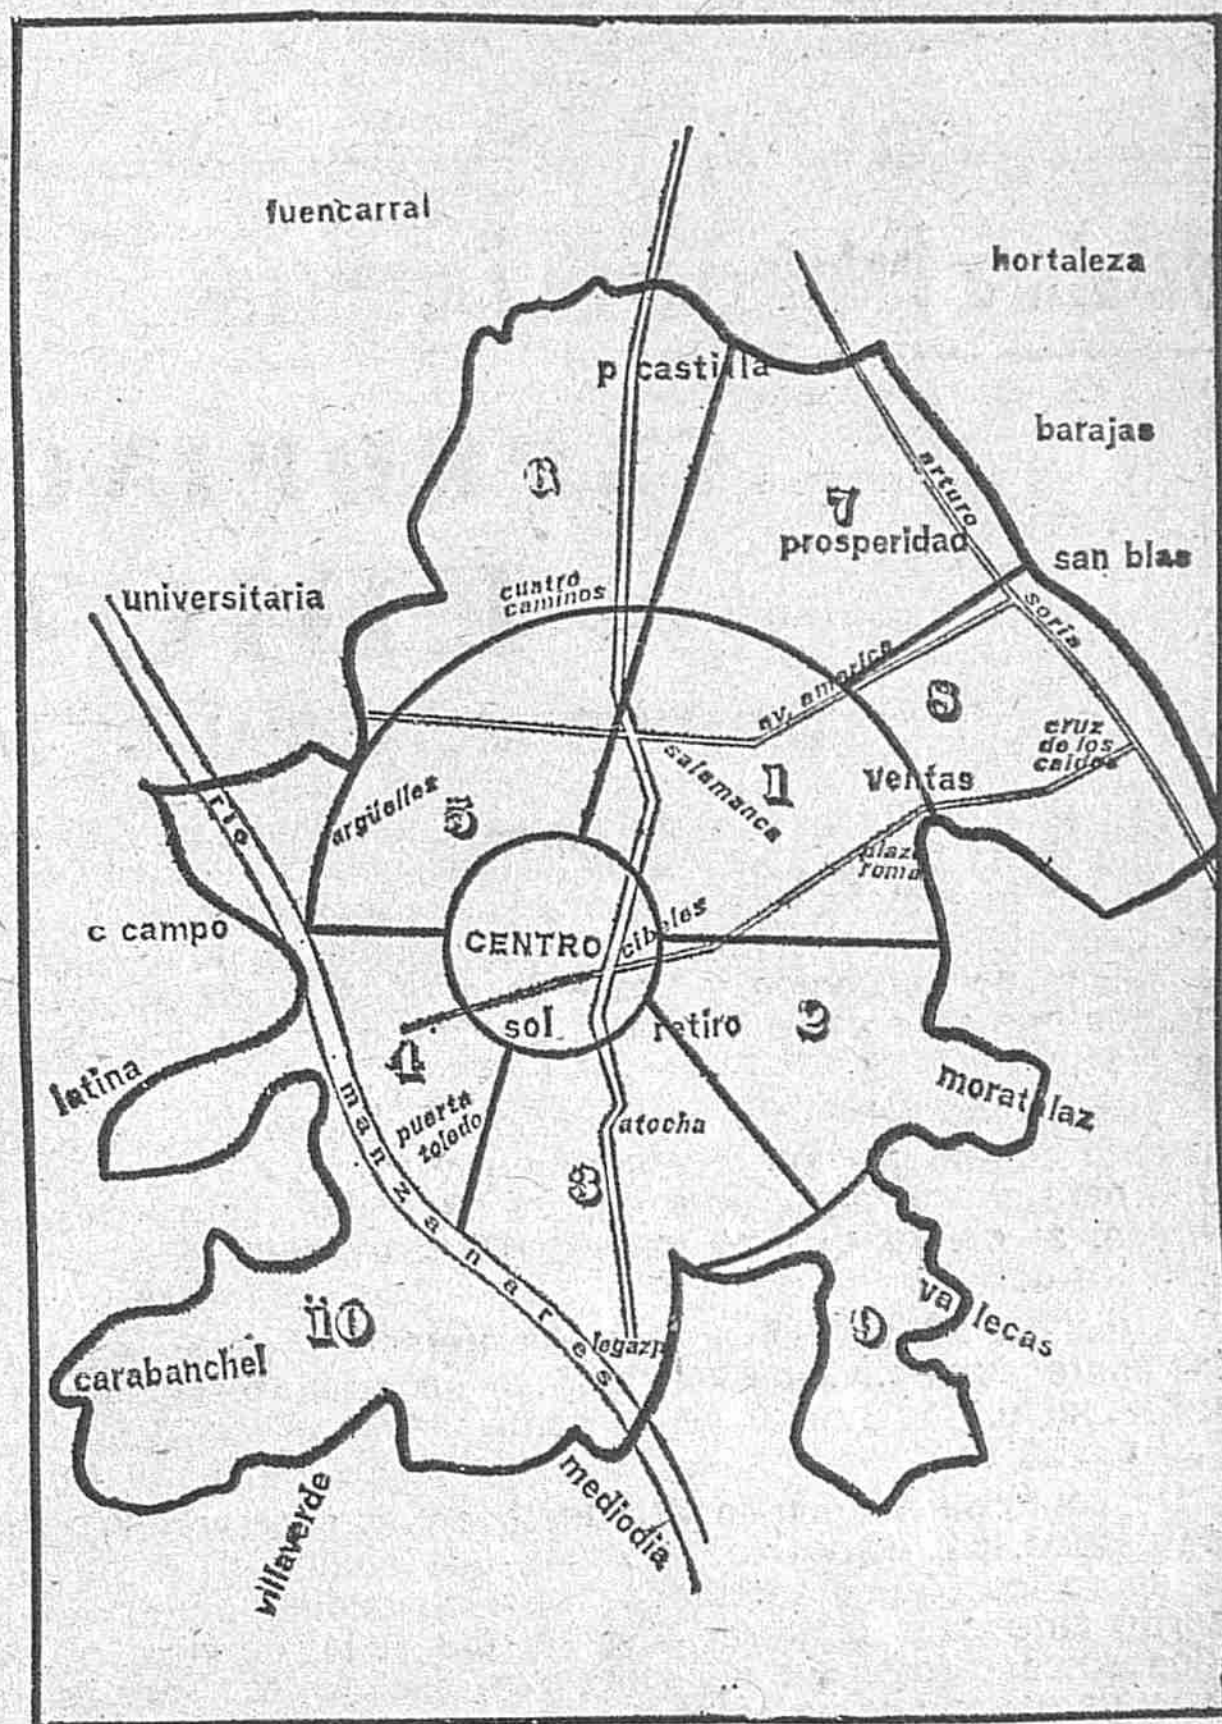 fuencarral
hortaleza
p castilla
barajas
6
arturo
7
prosperidad
san blas
cuatro
caminos
universitaria
soria
av. america
8
cruz
de los
caidos
salamanca
1
ventas
rio
argüelles
5
plaza
roma
c campo
CENTRO
cibeles
sol
retiro
2
4
latina
moratalaz
manzanares
puerta
toledo
atocha
3
10
9
vallecas
legazpi
carabanchel
villaverde
mediodia